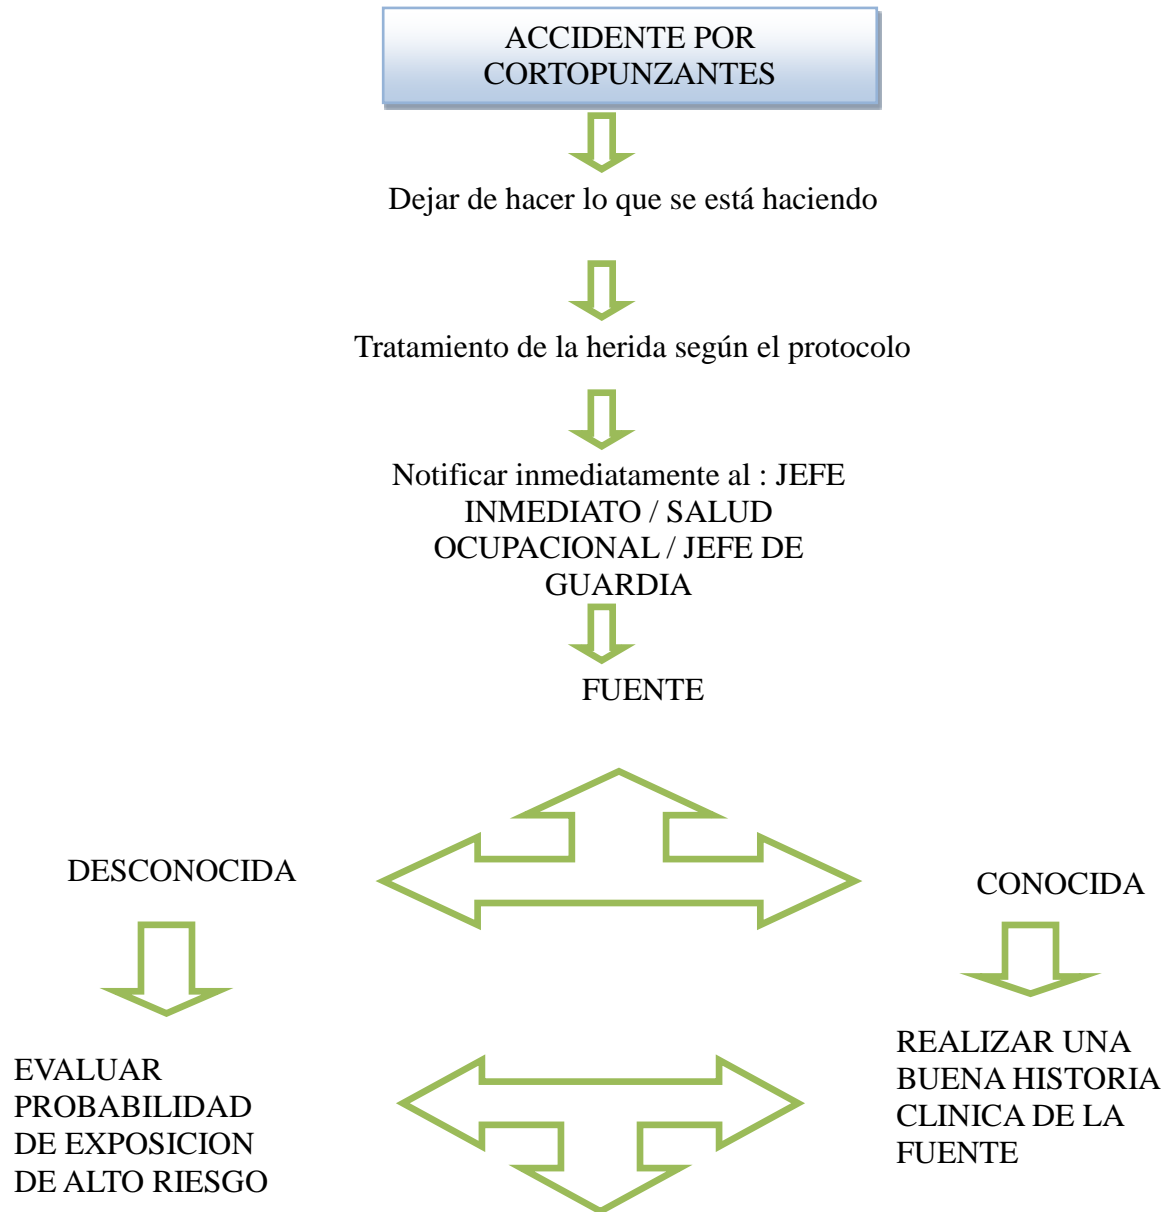 ACCIDENTE POR
CORTOPUNZANTES
Dejar de hacer lo que se está haciendo
Tratamiento de la herida según el protocolo
Notificar inmediatamente al : JEFE
INMEDIATO / SALUD
OCUPACIONAL / JEFE DE
GUARDIA
FUENTE
DESCONOCIDA
CONOCIDA
EVALUAR
PROBABILIDAD
DE EXPOSICION
DE ALTO RIESGO
REALIZAR UNA
BUENA HISTORIA
CLINICA DE LA
FUENTE